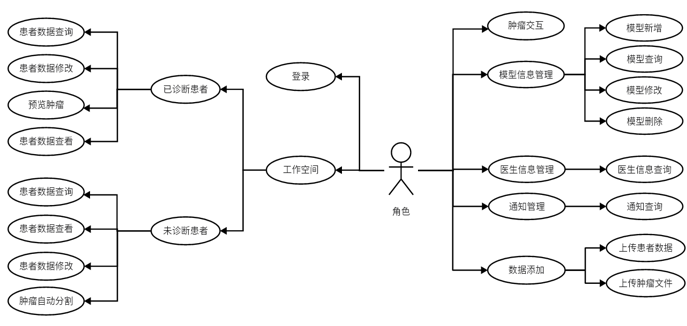 患者数据查询
患者数据修改
预览肿瘤
患者数据查看
已诊断患者
患者数据查询
患者数据查看
患者数据修改
肿瘤自动分割
未诊断患者
登录
工作空间
角色
肿瘤交互
模型信息管理
模型新增
模型查询
模型修改
模型删除
医生信息管理
医生信息查询
通知管理
通知查询
数据添加
上传患者数据
上传肿瘤文件